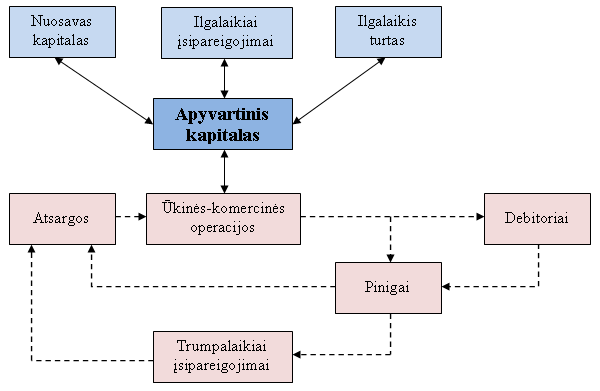 Nuosavas
kapitalas
Ilgalaikiai
įsipareigojimai
Ilgalaikis
turtas
Apyvartinis
kapitalas
Atsargos
Ūkinės-komercinės
operacijos
Debitoriai
Pinigai
Trumpalaikiai
įsipareigojimai